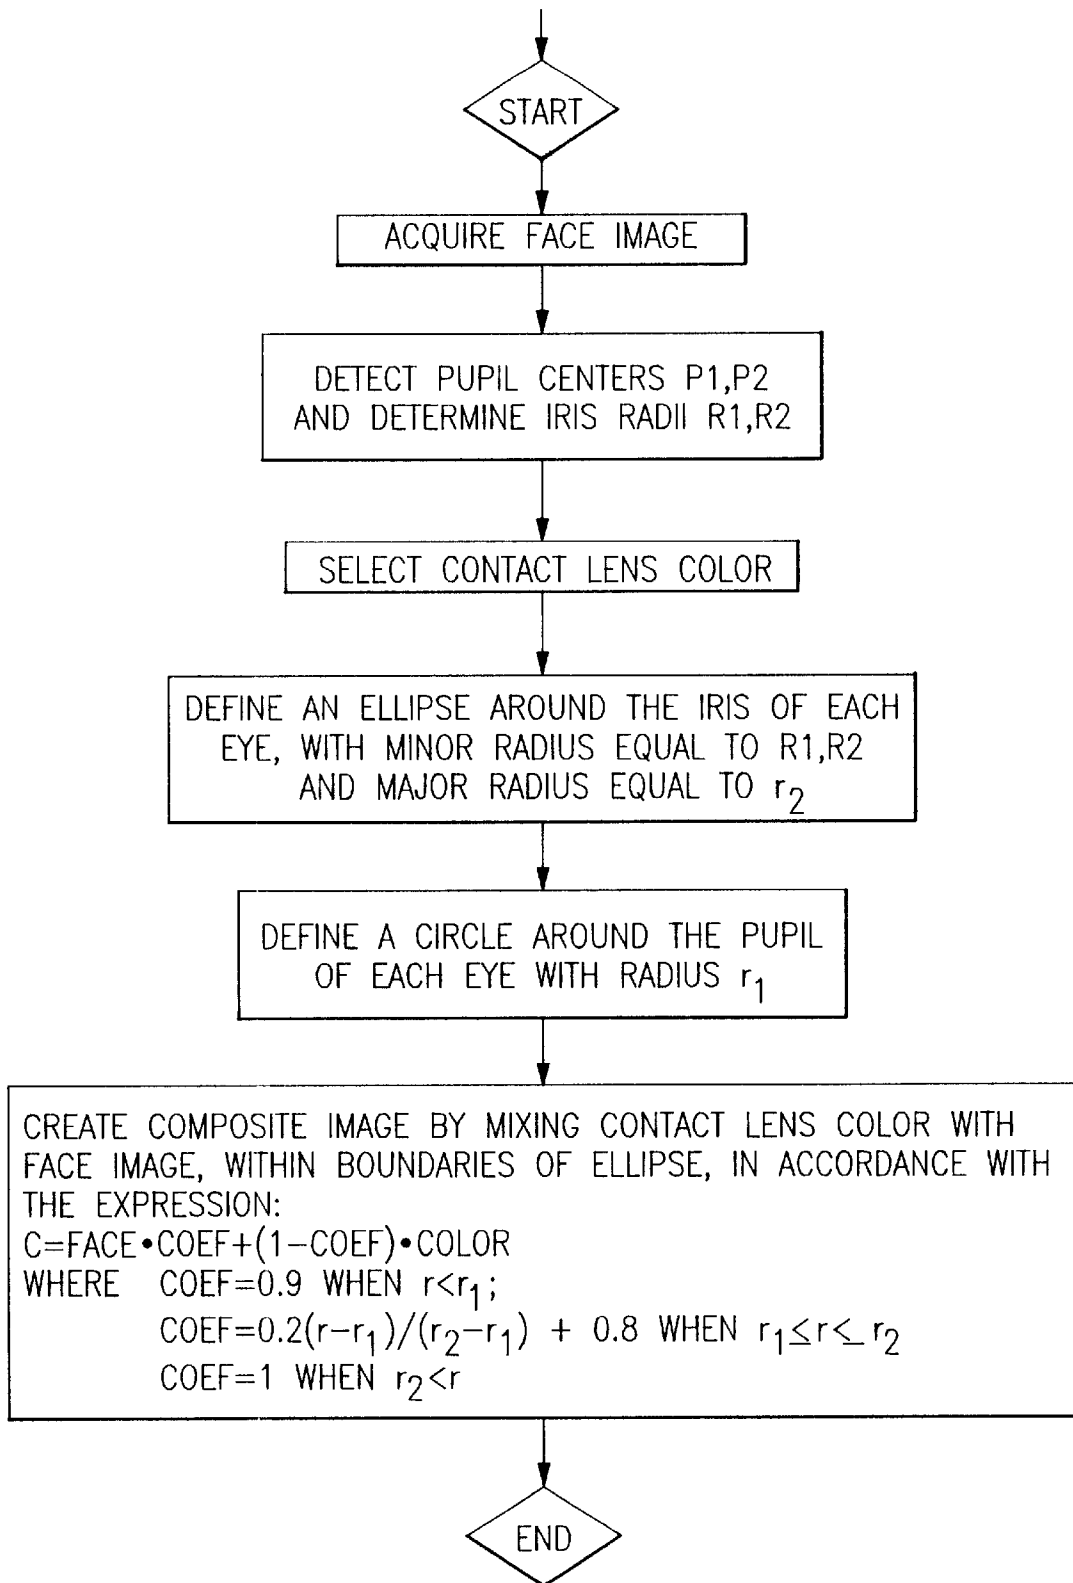 START
ACQUIRE FACE IMAGE
DETECT PUPIL CENTERS P1,P2
AND DETERMINE IRIS RADII R1,R2
SELECT CONTACT LENS COLOR
DEFINE AN ELLIPSE AROUND THE IRIS OF EACH
EYE, WITH MINOR RADIUS EQUAL TO R1,R2
AND MAJOR RADIUS EQUAL TO r2
DEFINE A CIRCLE AROUND THE PUPIL
OF EACH EYE WITH RADIUS r1
CREATE COMPOSITE IMAGE BY MIXING CONTACT LENS COLOR WITH
FACE IMAGE, WITHIN BOUNDARIES OF ELLIPSE, IN ACCORDANCE WITH
THE EXPRESSION:
C=FACE•COEF+(1-COEF)•COLOR
WHERE COEF=0.9 WHEN r<r1;
COEF=0.2(r-r1)/(r2-r1) + 0.8 WHEN r1≤r≤r2
COEF=1 WHEN r2<r
END